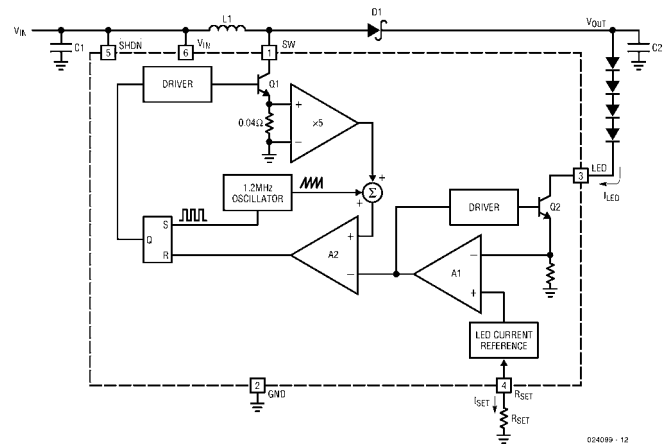 L1
D1
VIN
VOUT
C1
5
SHDN
6
VIN
1
SW
C2
DRIVER
Q1
+
0.04Ω
×5
−
LED
3
ILED
1.2MHz
OSCILLATOR
+
+
Σ
DRIVER
Q2
S
Q
R
A2
+
−
A1
−
+
LED CURRENT
REFERENCE
2
GND
4
RSET
ISET
RSET
024099 - 12